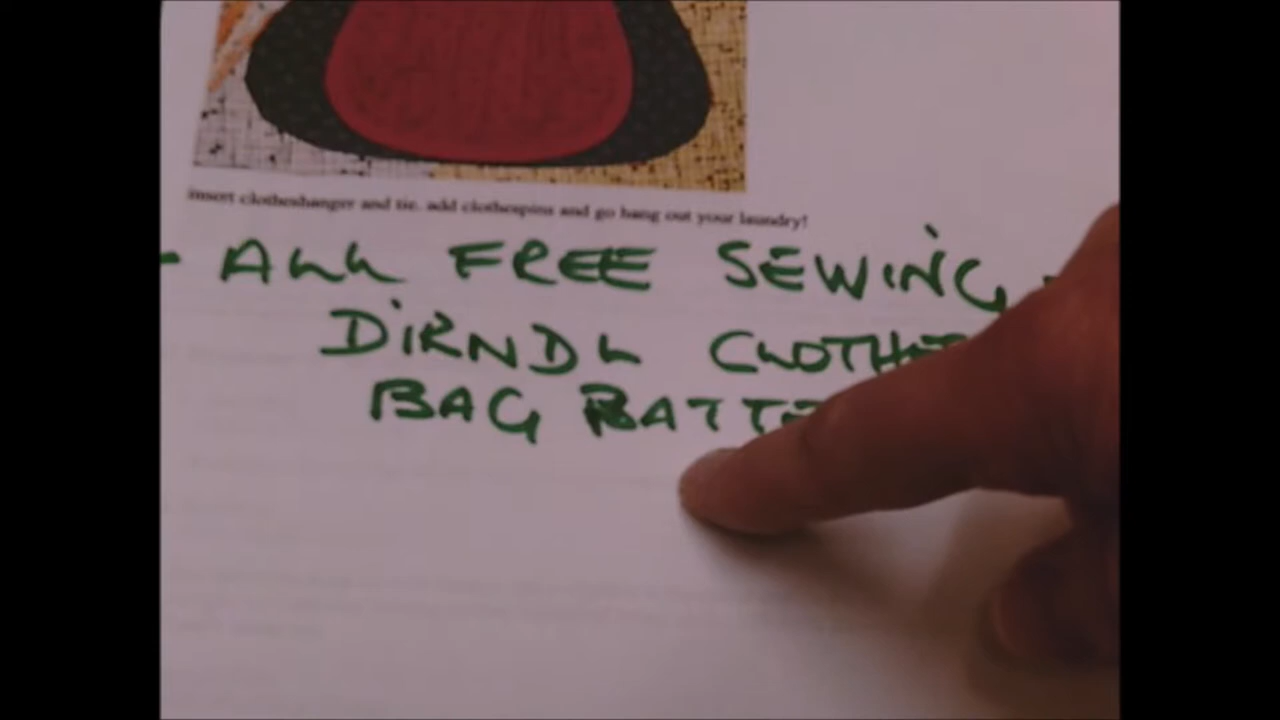 insert clotheshanger and tie. add clothespins and go hang out your laundry!
- ALL FREE SEWING -
DIRNDL
BAG